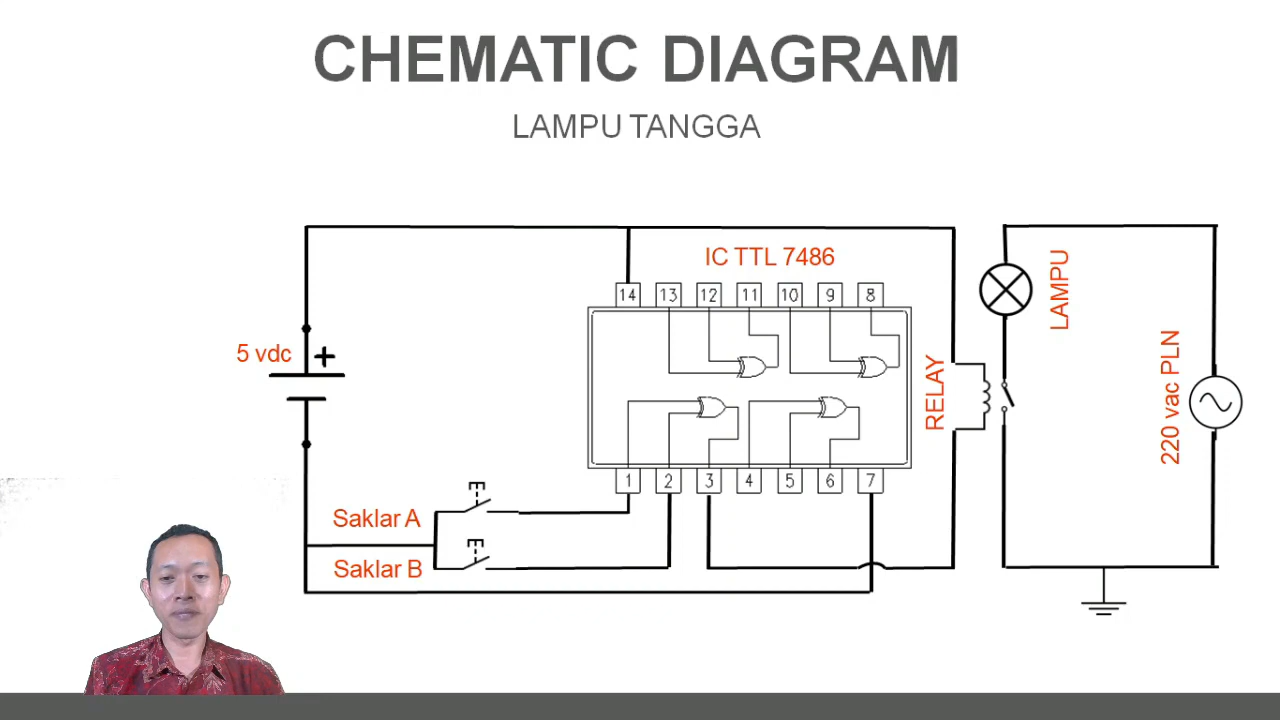 CHEMATIC DIAGRAM
LAMPU TANGGA
IC TTL 7486
14 13 12 11 10 9 8
LAMPU
5 vdc +
RELAY
220 vac PLN
1 2 3 4 5 6 7
Saklar A
Saklar B